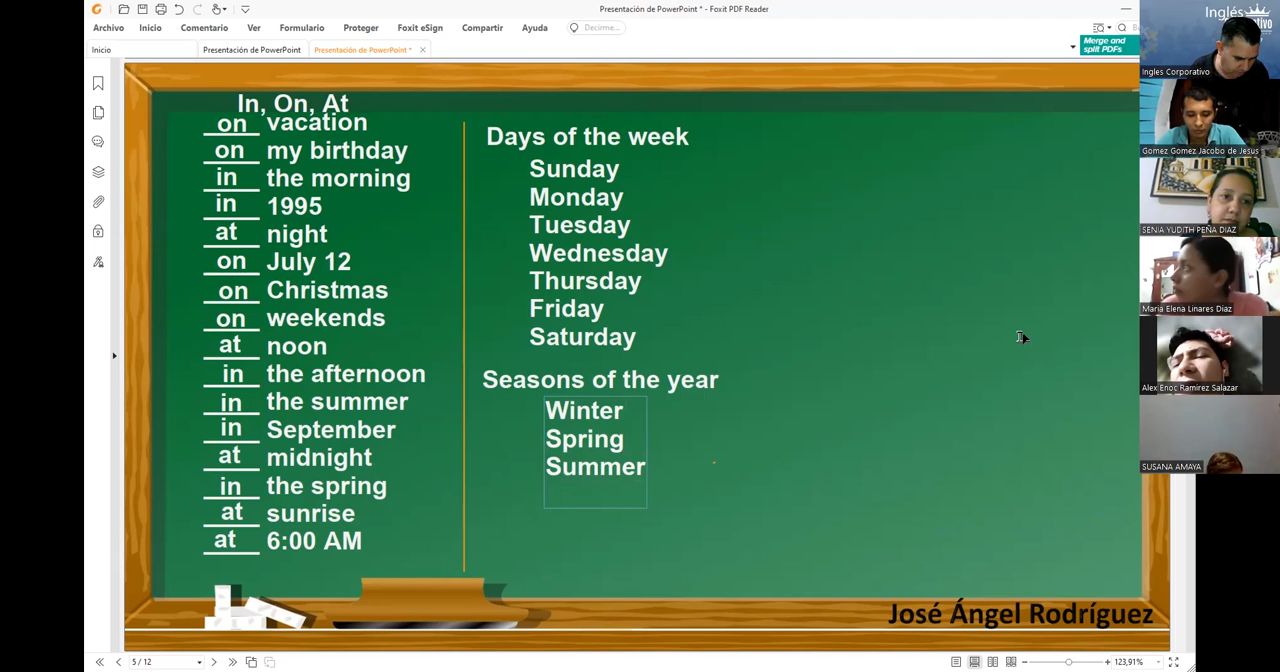 Presentación de PowerPoint * - Foxit PDF Reader
Archivo Inicio Comentario Ver Formulario Proteger Foxit eSign Compartir Ayuda Decirme...
Inicio Presentación de PowerPoint Presentación de PowerPoint *
Merge and
split PDFs
In, On, At
on vacation
on my birthday
in the morning
in 1995
at night
on July 12
on Christmas
on weekends
at noon
in the afternoon
in the summer
in September
at midnight
in the spring
at sunrise
at 6:00 AM
Days of the week
Sunday
Monday
Tuesday
Wednesday
Thursday
Friday
Saturday
Seasons of the year
Winter
Spring
Summer
José Ángel Rodríguez
5 / 12
123,91%
Inglés
Ingles Corporativo
Gomez Gomez Jacobo de Jesus
SENIA YUDITH PEÑA DIAZ
Maria Elena Linares Diaz
Alex Enoc Ramirez Salazar
SUSANA AMAYA